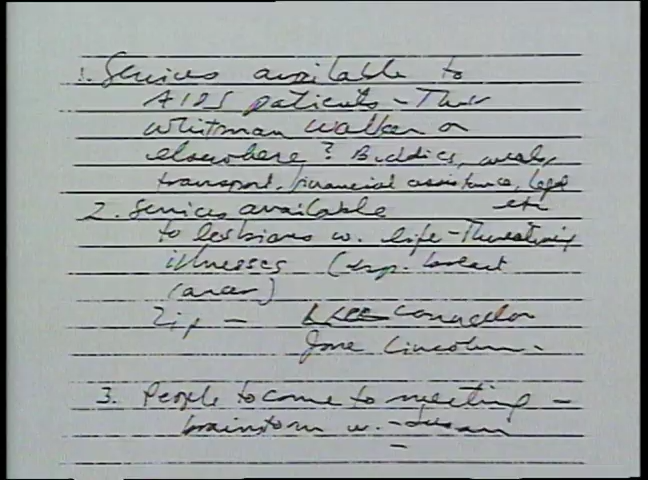 1. Services available to
AIDS patients - Thru
Whitman Walker or
elsewhere? Buddies, meals,
transport, financial assistance, legal
etc
2. Services available
to lesbians w. life-Threatening
illnesses (esp. breast
cancer)
Zip - counselor
Jane Lincoln.
3. People to come to meeting -
brainstorm w. - Susan
-